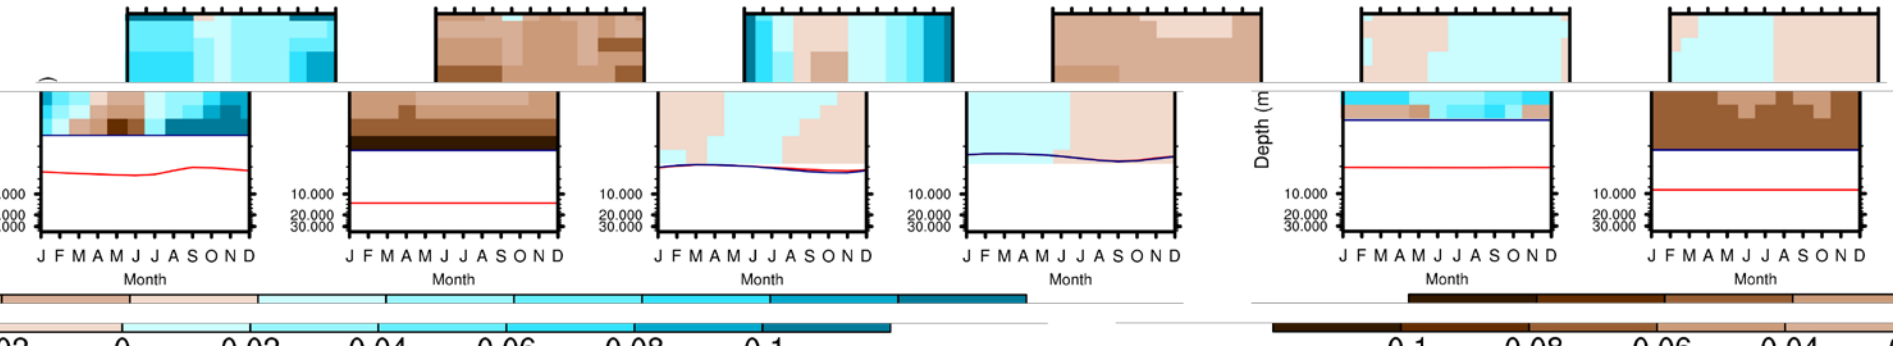 (
Depth (m
.000 10.000 10.000 10.000 10.000 10.000
.000 20.000 20.000 20.000 20.000 20.000
.000 30.000 30.000 30.000 30.000 30.000
J F M A M J J A S O N D J F M A M J J A S O N D J F M A M J J A S O N D J F M A M J J A S O N D J F M A M J J A S O N D J F M A M J J A S O N D
Month Month Month Month Month Month
02 0 0.02 0.04 0.06 0.08 0.1 0.1 0.08 0.06 0.04